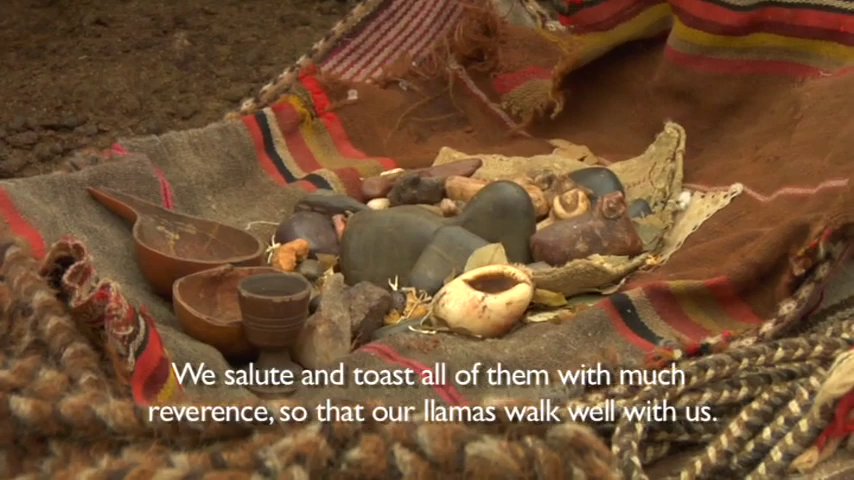 We salute and toast all of them with much
reverence, so that our llamas walk well with us.